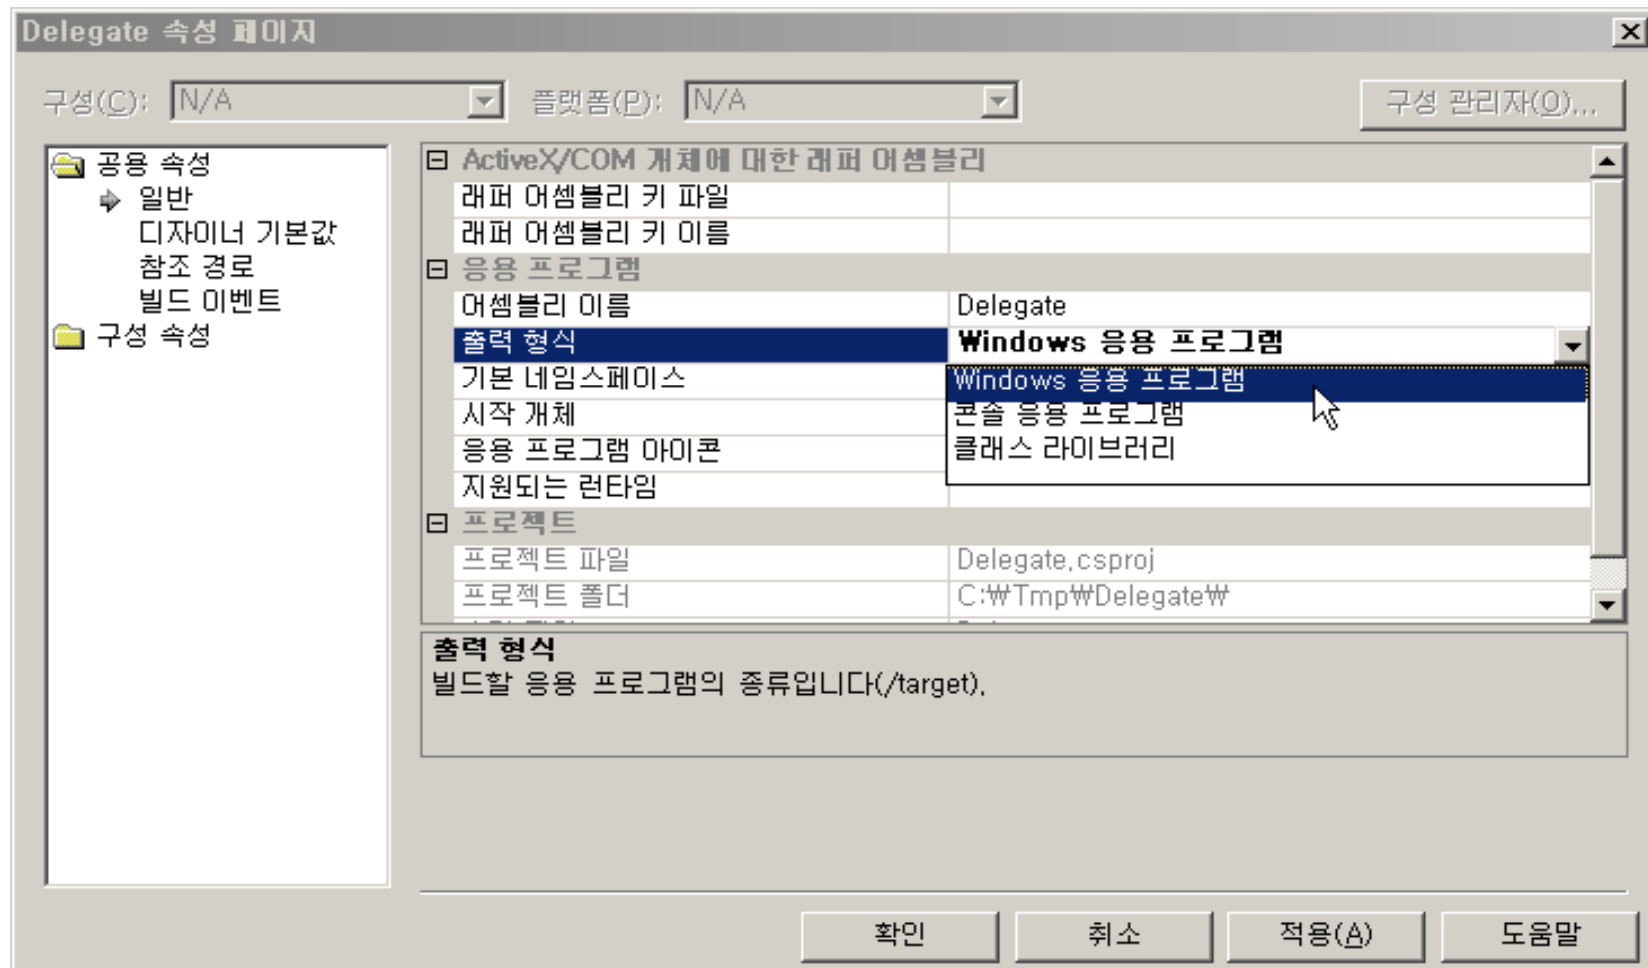 Delegate 속성 페이지
구성(C): N/A 플랫폼(P): N/A 구성 관리자(O)...
공용 속성
일반
디자이너 기본값
참조 경로
빌드 이벤트
구성 속성
ActiveX/COM 개체에 대한 래퍼 어셈블리
래퍼 어셈블리 키 파일
래퍼 어셈블리 키 이름
응용 프로그램
어셈블리 이름 Delegate
출력 형식 Windows 응용 프로그램
기본 네임스페이스 Windows 응용 프로그램
시작 개체 콘솔 응용 프로그램
응용 프로그램 아이콘 클래스 라이브러리
지원되는 런타임
프로젝트
프로젝트 파일 Delegate.csproj
프로젝트 폴더 C:₩Tmp₩Delegate₩
출력 형식
빌드할 응용 프로그램의 종류입니다(/target).
확인 취소 적용(A) 도움말